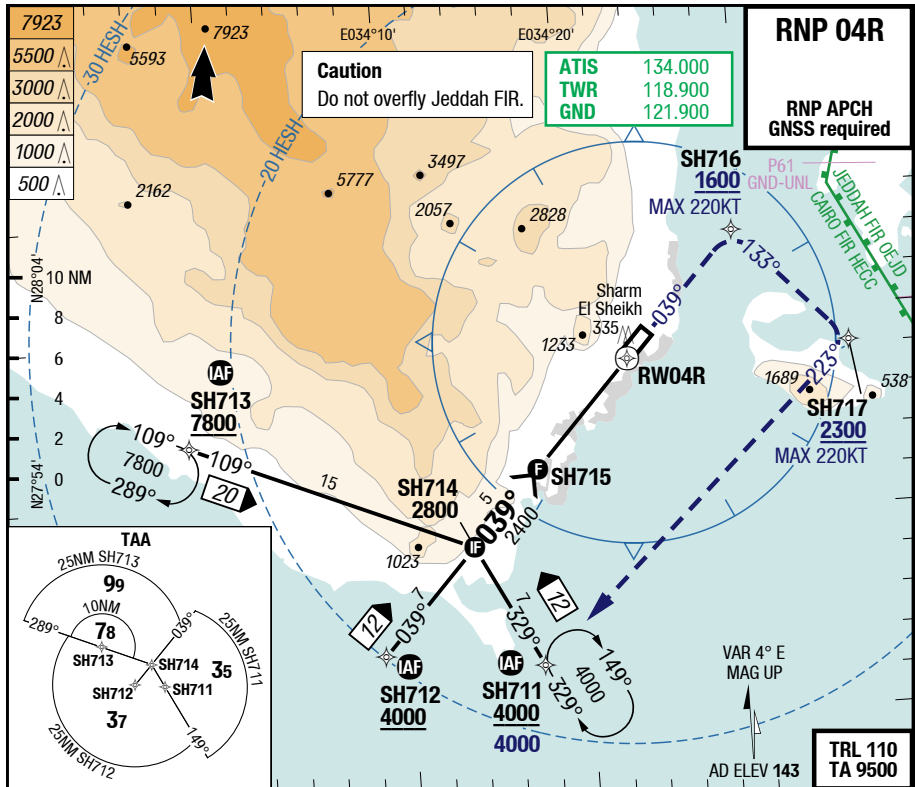 7923
5500
3000
2000
1000
500
30 HESH
5593
7923
E034°10'
E034°20'
Caution
Do not overfly Jeddah FIR.
ATIS 134.000
TWR 118.900
GND 121.900
RNP 04R
RNP APCH
GNSS required
20 HESH
3497
5777
2162
2057
2828
SH716
1600
MAX 220KT
P61
GND-UNL
JEDDAH FIR OEJD
CAIRO FIR HECC
N28°04'
10 NM
8
6
4
2
0
N27°54'
133°
039°
Sharm
El Sheikh
335
1233
RW04R
223°
1689
538
SH717
2300
MAX 220KT
IAF
SH713
7800
109°
7800
289°
109°
20
15
SH714
2800
IF
5
039°
2400
F
SH715
1023
7
039°
12
7
329°
12
IAF
SH712
4000
IAF
SH711
4000
4000
149°
4000
329°
TAA
25NM SH713
99
10NM
78
289°
039°
SH713
SH714
SH712
SH711
35
25NM SH711
37
25NM SH712
149°
VAR 4° E
MAG UP
AD ELEV 143
TRL 110
TA 9500